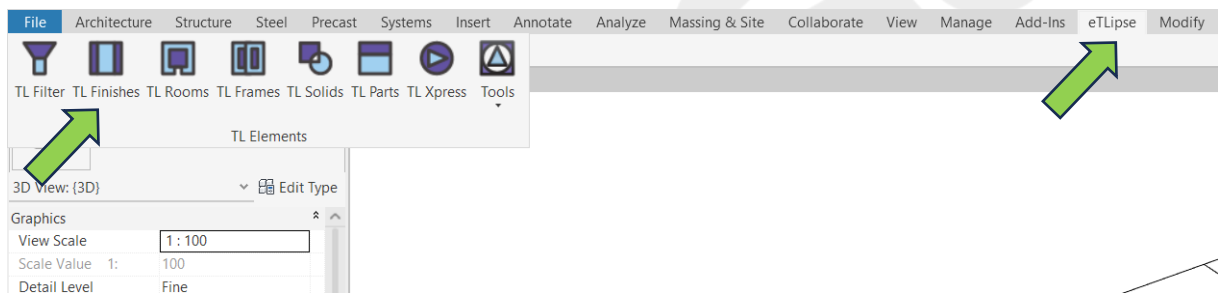 File Architecture Structure Steel Precast Systems Insert Annotate Analyze Massing & Site Collaborate View Manage Add-Ins eTLipse Modify
TL Filter TL Finishes TL Rooms TL Frames TL Solids TL Parts TL Xpress Tools
TL Elements
3D View: {3D} Edit Type
Graphics
View Scale 1 : 100
Scale Value 1: 100
Detail Level Fine